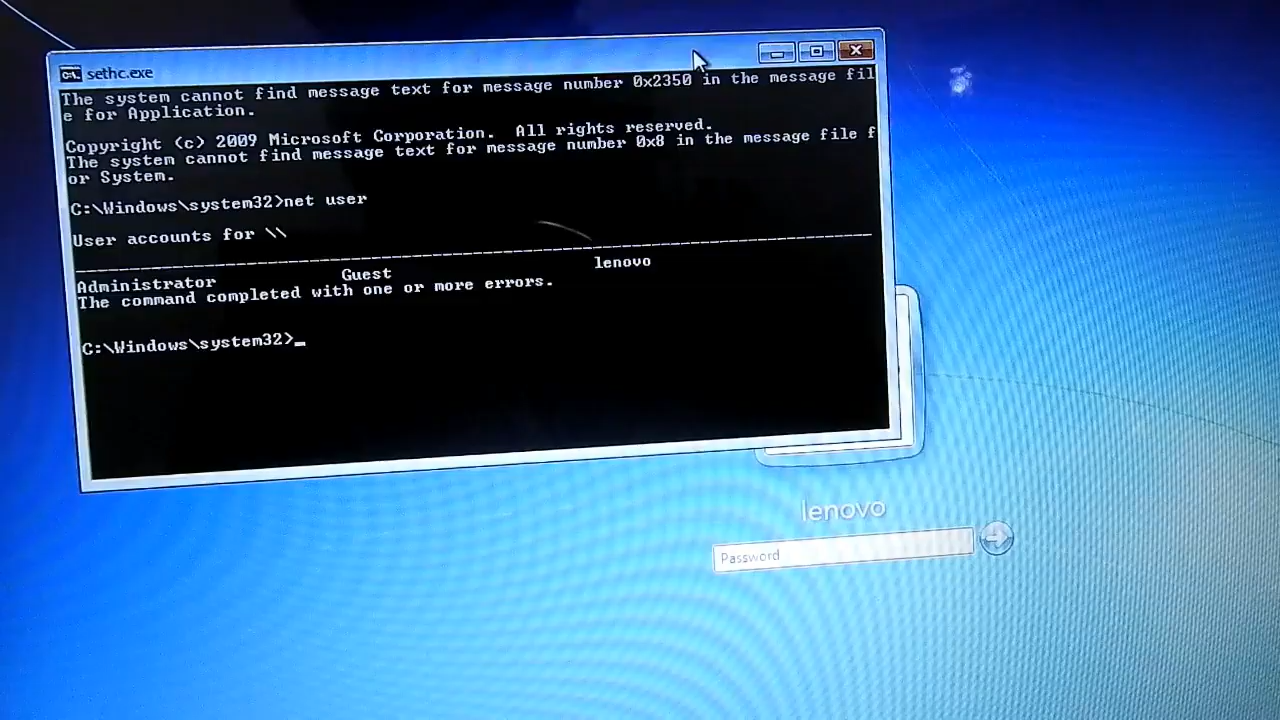 sethc.exe
The system cannot find message text for message number 0x2350 in the message fil
e for Application.
Copyright (c) 2009 Microsoft Corporation.  All rights reserved.
The system cannot find message text for message number 0x8 in the message file f
or System.
C:\Windows\system32>net user
User accounts for \\
-------------------------------------------------------------------------------
Administrator            Guest                    lenovo
The command completed with one or more errors.
C:\Windows\system32>_
lenovo
Password